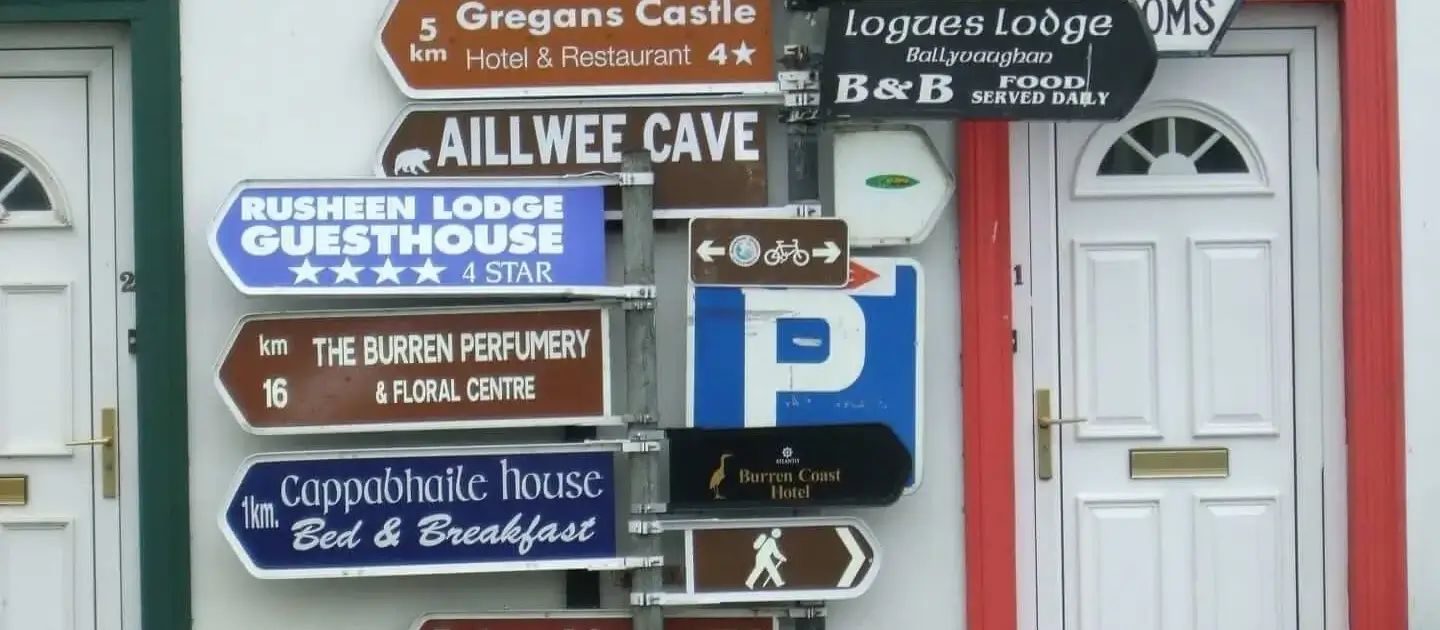 5
km
Gregans Castle
Hotel & Restaurant 4★
Logues Lodge
Ballyvaughan
B&B
FOOD
SERVED DAILY
OMS
AILLWEE CAVE
RUSHEEN LODGE
GUESTHOUSE
★★★★ 4 STAR
km
16
THE BURREN PERFUMERY
& FLORAL CENTRE
P
1km.
Cappabhaile house
Bed & Breakfast
Burren Coast
Hotel
2
1